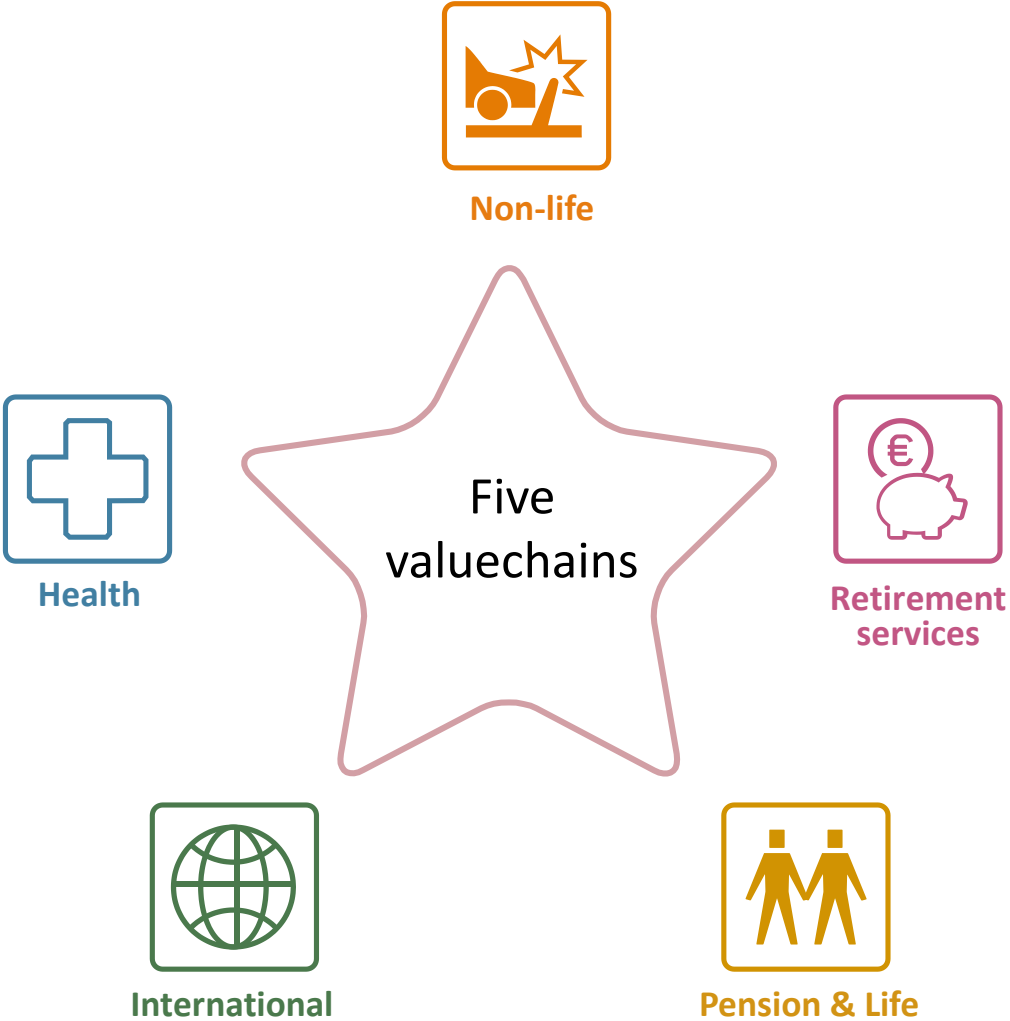 Non-life
Five
valuechains
Health
Retirement
services
International
Pension & Life
€